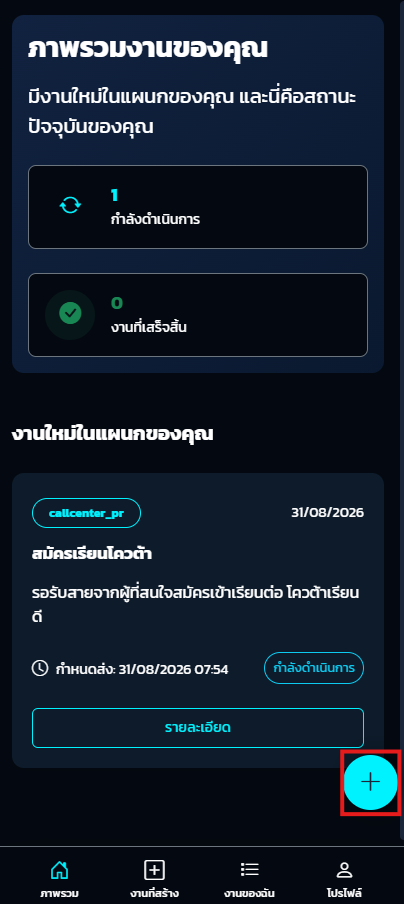 ภาพรวมงานของคุณ
มีงานใหม่ในแผนกของคุณ และนี่คือสถานะ
ปัจจุบันของคุณ
1
กำลังดำเนินการ
0
งานที่เสร็จสิ้น
งานใหม่ในแผนกของคุณ
callcenter_pr
31/08/2026
สมัครเรียนโควต้า
รอรับสายจากผู้ที่สนใจสมัครเข้าเรียนต่อ โควต้าเรียน
ดี
กำหนดส่ง: 31/08/2026 07:54
กำลังดำเนินการ
รายละเอียด
ภาพรวม
งานที่สร้าง
งานของฉัน
โปรไฟล์